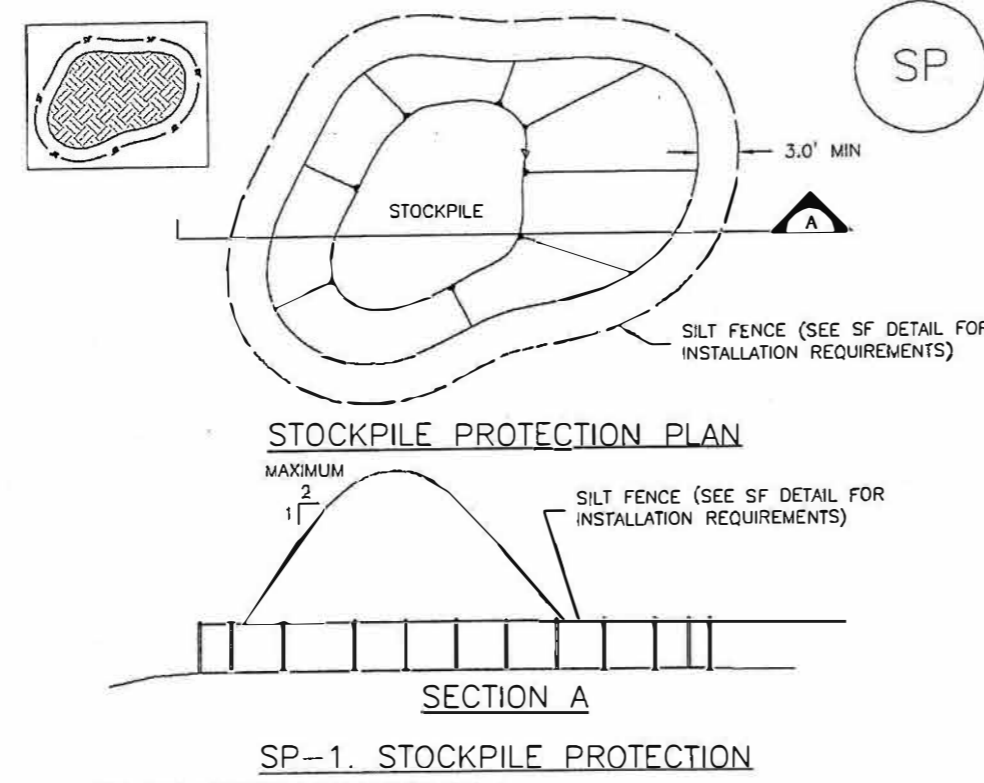 SP
3.0' MIN
STOCKPILE
A
SILT FENCE (SEE SF DETAIL FOR
INSTALLATION REQUIREMENTS)
STOCKPILE PROTECTION PLAN
MAXIMUM
2
1
SILT FENCE (SEE SF DETAIL FOR
INSTALLATION REQUIREMENTS)
SECTION A
SP-1. STOCKPILE PROTECTION